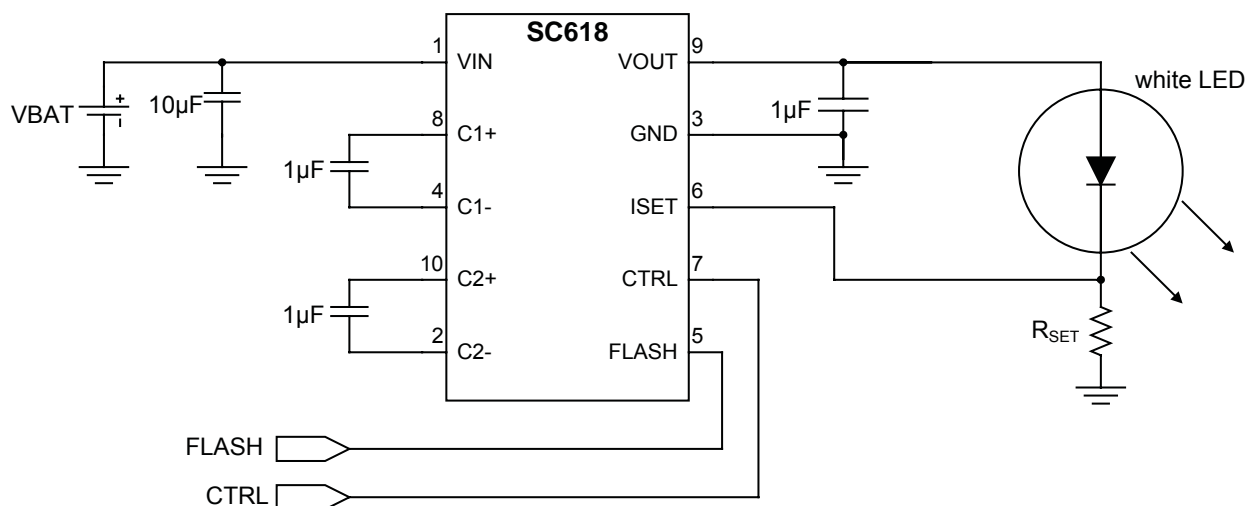 SC618
1
VIN
VOUT
9
white LED
VBAT
+
10µF
1µF
8
C1+
GND
3
1µF
4
C1-
ISET
6
10
C2+
CTRL
7
1µF
2
C2-
FLASH
5
RSET
FLASH
CTRL